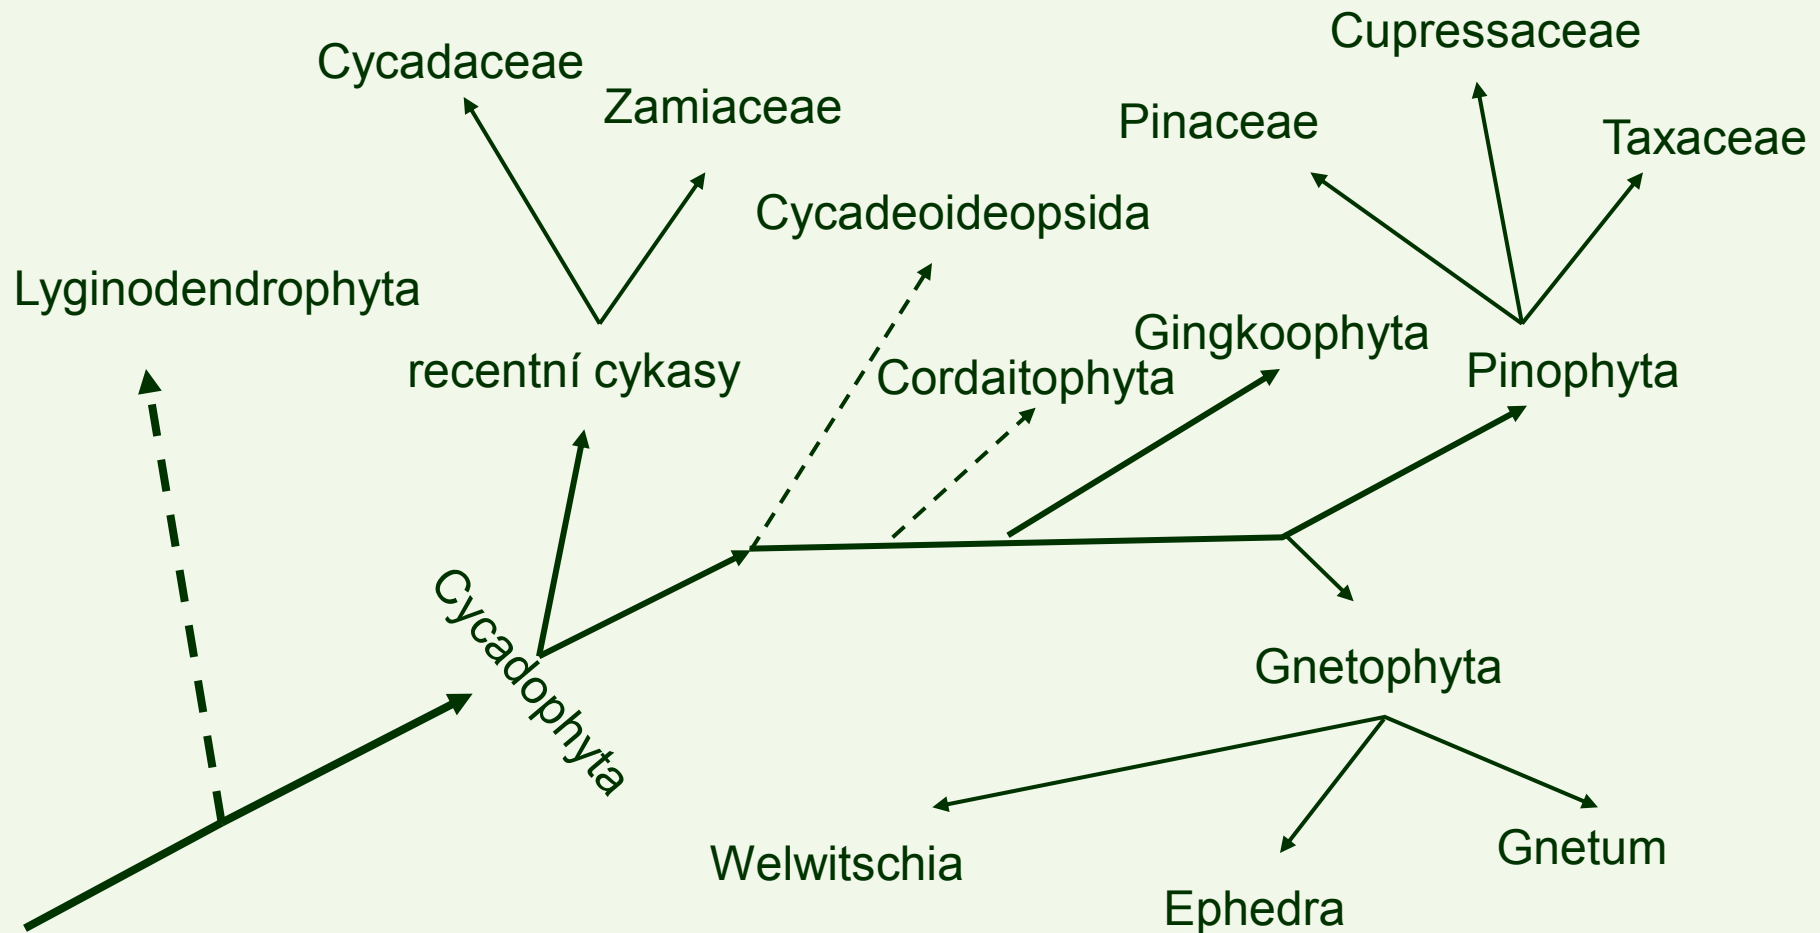 Cupressaceae
Cycadaceae
Zamiaceae
Pinaceae
Taxaceae
Cycadeoideopsida
Lyginodendrophyta
Gingkoophyta
recentní cykasy
Cordaitophyta
Pinophyta
Cycadophyta
Gnetophyta
Welwitschia
Gnetum
Ephedra